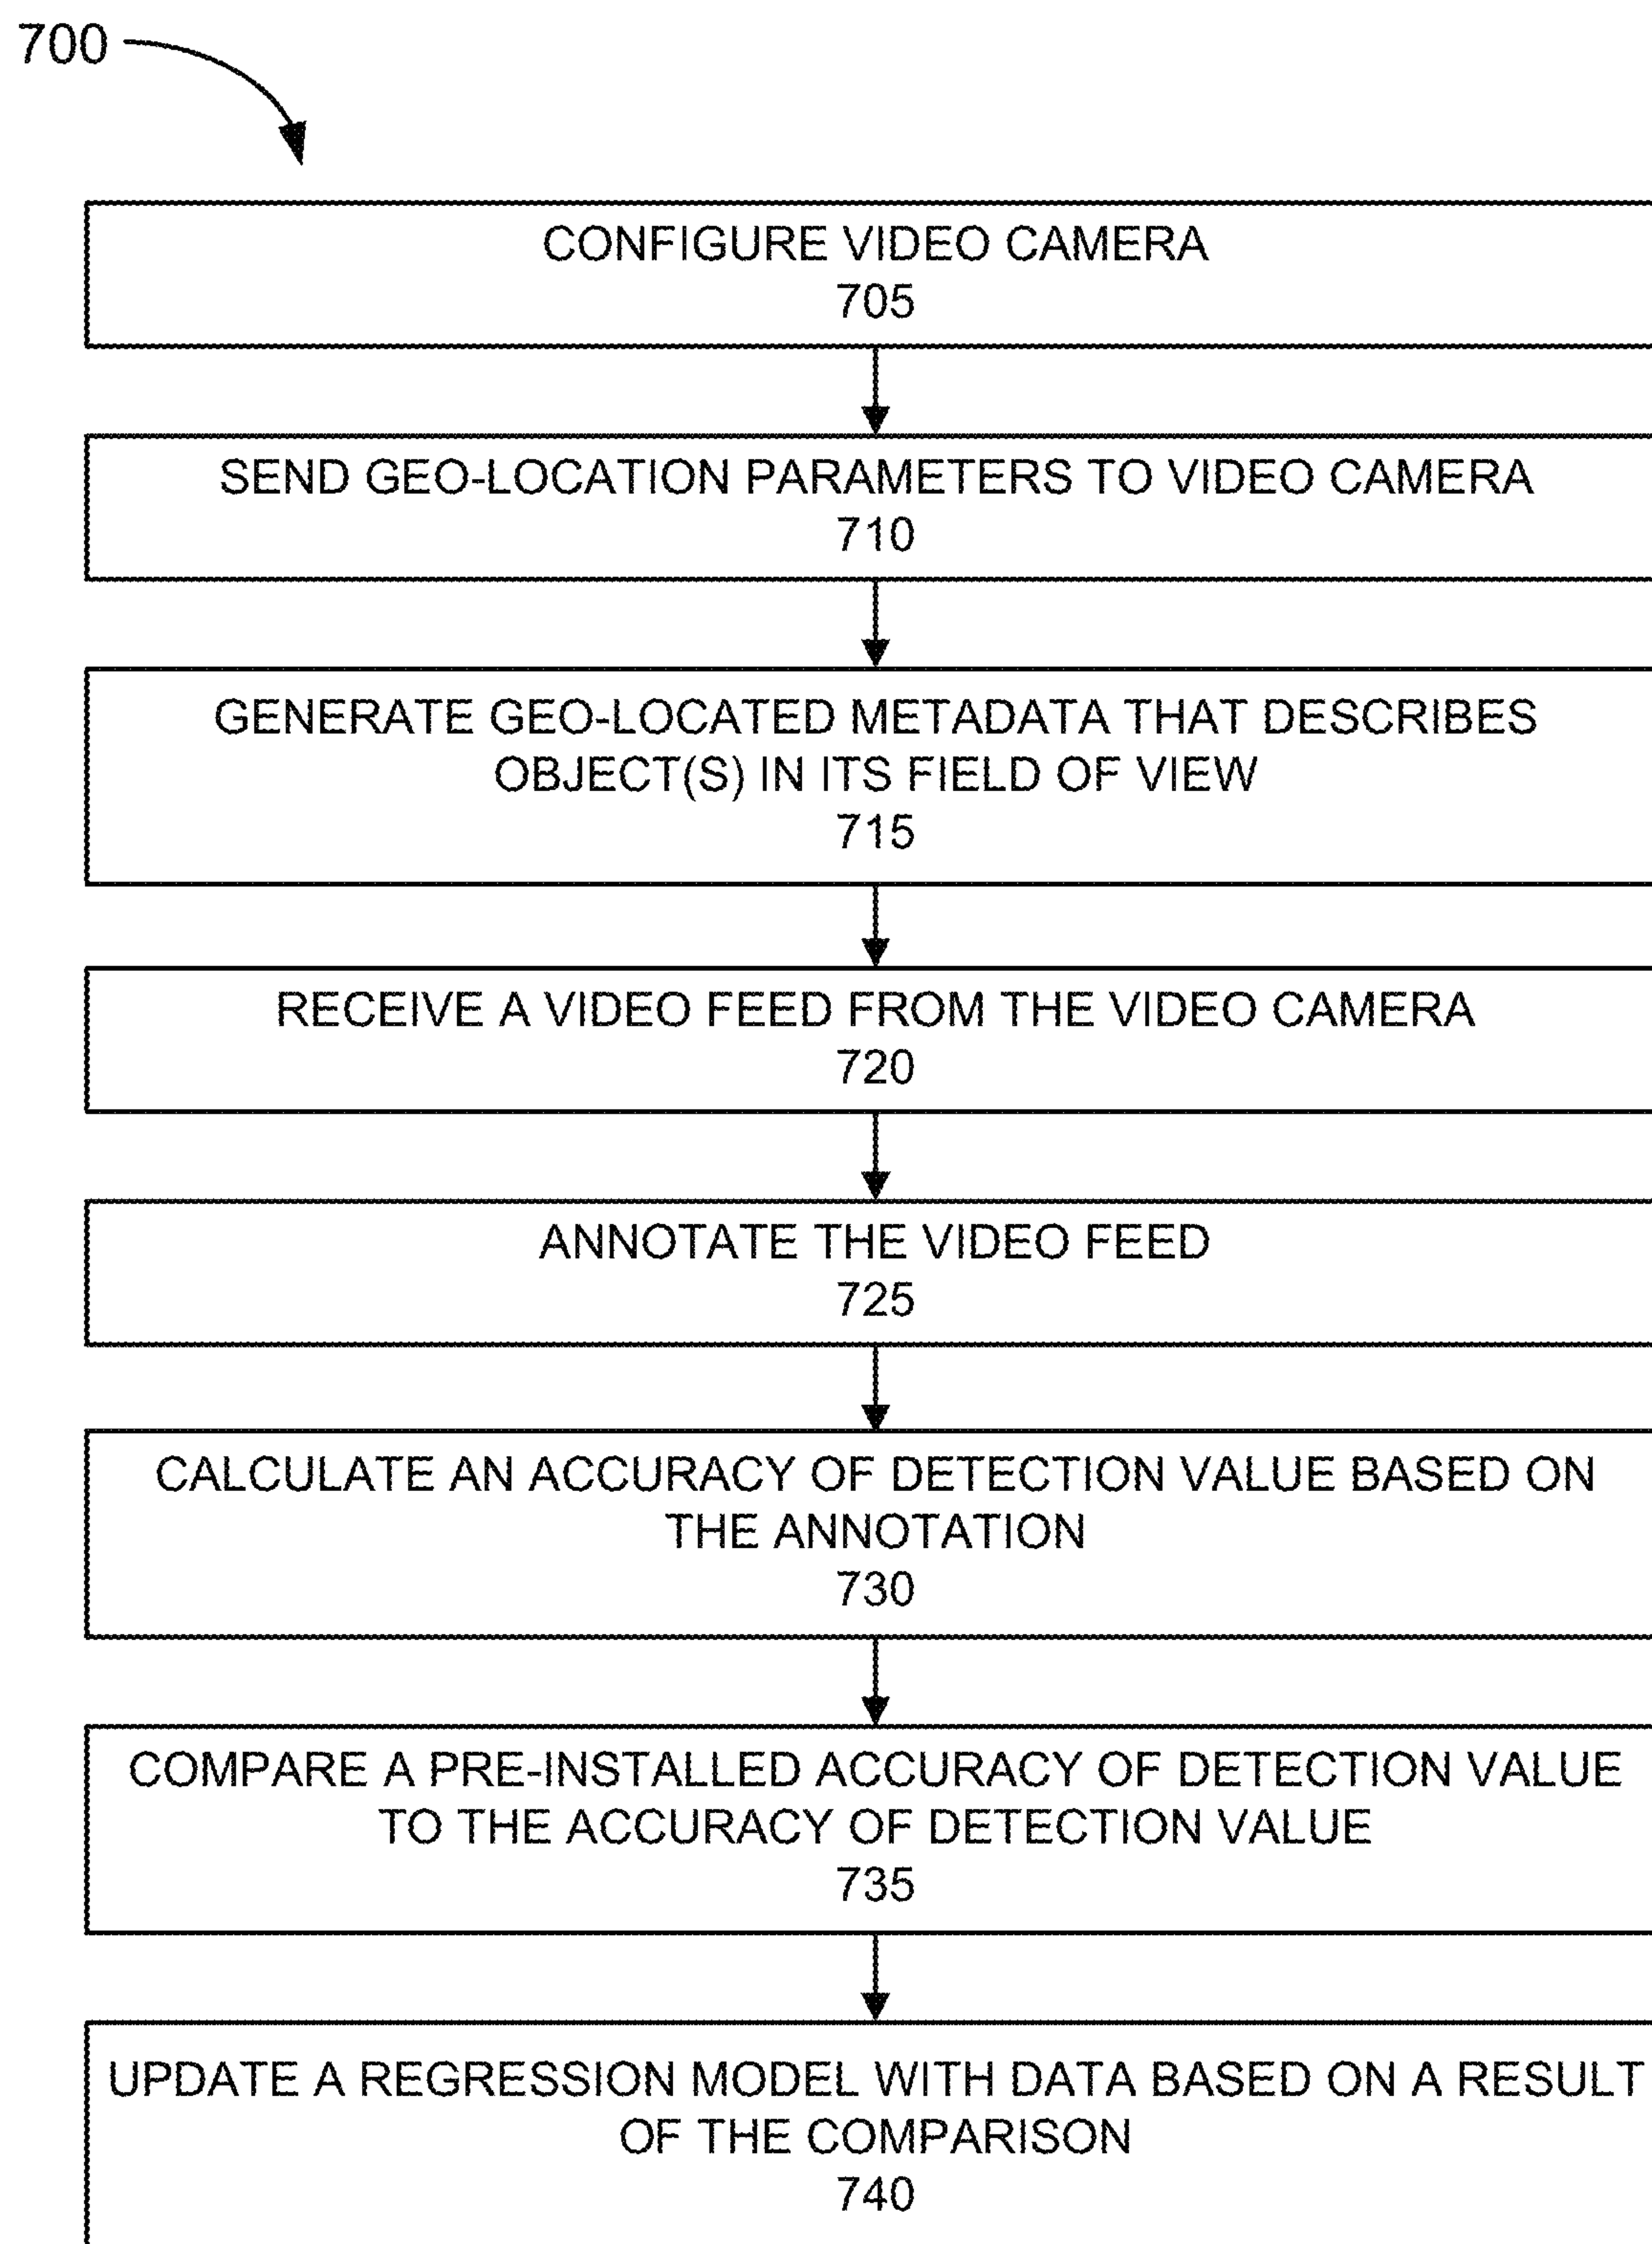 700
CONFIGURE VIDEO CAMERA
705
SEND GEO-LOCATION PARAMETERS TO VIDEO CAMERA
710
GENERATE GEO-LOCATED METADATA THAT DESCRIBES
OBJECT(S) IN ITS FIELD OF VIEW
715
RECEIVE A VIDEO FEED FROM THE VIDEO CAMERA
720
ANNOTATE THE VIDEO FEED
725
CALCULATE AN ACCURACY OF DETECTION VALUE BASED ON
THE ANNOTATION
730
COMPARE A PRE-INSTALLED ACCURACY OF DETECTION VALUE
TO THE ACCURACY OF DETECTION VALUE
735
UPDATE A REGRESSION MODEL WITH DATA BASED ON A RESULT
OF THE COMPARISON
740